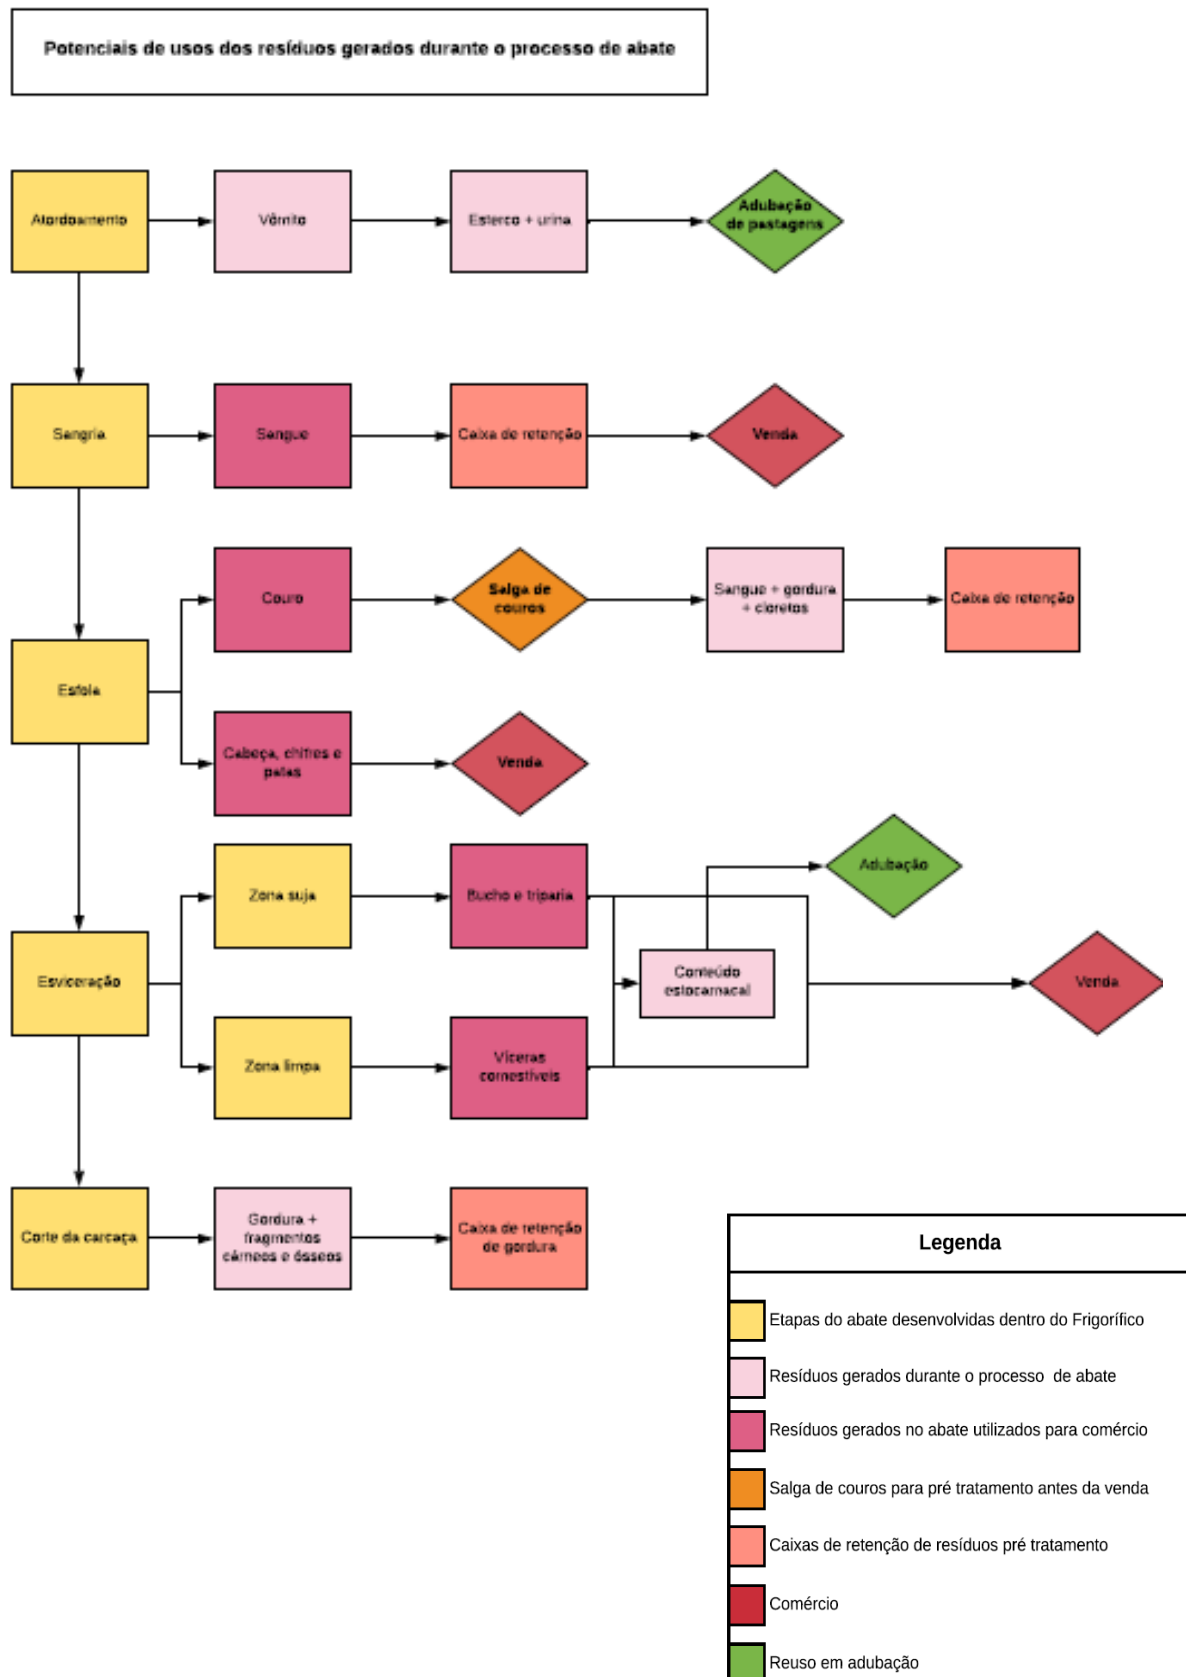 Potenciais de usos dos resíduos gerados durante o processo de abate
Atordoamento
Vômito
Esterco + urina
Adubação
de pastagens
Sangria
Sangue
Caixa de retenção
Venda
Couro
Salga de
couros
Sangue + gordura
+ cloretos
Caixa de retenção
Esfola
Cabeça, chifres e
patas
Venda
Zona suja
Bucho e triparia
Adubação
Esviceração
Conteúdo
estocamacal
Venda
Zona limpa
Víceras
comestíveis
Corte da carcaça
Gordura +
fragmentos
cárneos e ósseos
Caixa de retenção
de gordura
Legenda
Etapas do abate desenvolvidas dentro do Frigorífico
Resíduos gerados durante o processo  de abate
Resíduos gerados no abate utilizados para comércio
Salga de couros para pré tratamento antes da venda
Caixas de retenção de resíduos pré tratamento
Comércio
Reuso em adubação